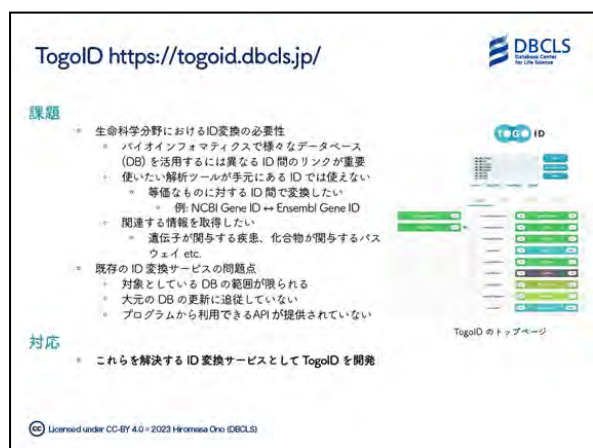 TogoID https://togoid.dbcls.jp/
DBCLS
Database Center
for Life Science
課題
◦ 生命科学分野におけるID変換の必要性
◦ バイオインフォマティクスで様々なデータベース
(DB) を活用するには異なる ID 間のリンクが重要
◦ 使いたい解析ツールが手元にある ID では使えない
◦ 等価なものに対する ID 間で変換したい
◦ 例: NCBI Gene ID ↔ Ensembl Gene ID
◦ 関連する情報を取得したい
◦ 遺伝子が関与する疾患、化合物が関与するパス
ウェイ etc.
◦ 既存の ID 変換サービスの問題点
◦ 対象としている DB の範囲が限られる
◦ 大元の DB の更新に追従していない
◦ プログラムから利用できるAPI が提供されていない
TOGO ID
TogoID のトップページ
対応
◦ これらを解決する ID 変換サービスとして TogoID を開発
cc Licensed under CC-BY 4.0 © 2023 Hiromasa Ono (DBCLS)